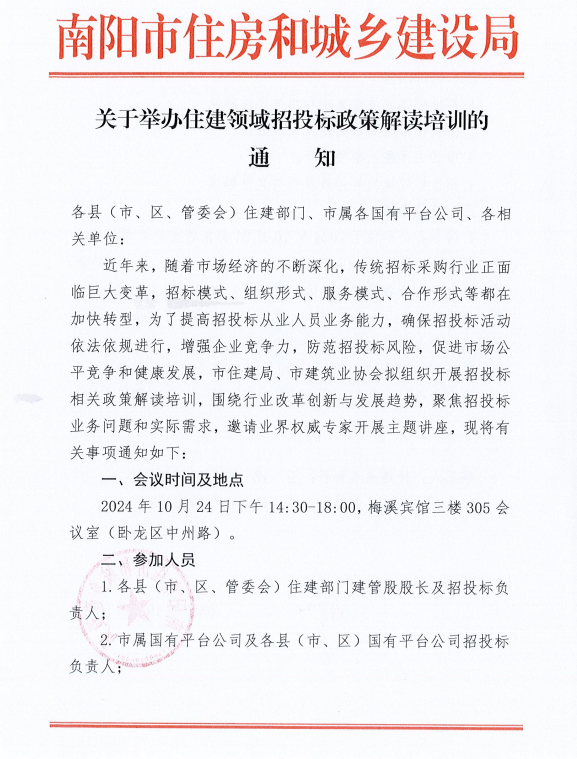 南阳市住房和城乡建设局
关于举办住建领域招投标政策解读培训的
通 知
各县（市、区、管委会）住建部门、市属各国有平台公司、各相
关单位：
近年来，随着市场经济的不断深化，传统招标采购行业正面
临巨大变革，招标模式、组织形式、服务模式、合作形式等都在
加快转型，为了提高招投标从业人员业务能力，确保招投标活动
依法依规进行，增强企业竞争力，防范招投标风险，促进市场公
平竞争和健康发展，市住建局、市建筑业协会拟组织开展招投标
相关政策解读培训，围绕行业改革创新与发展趋势，聚焦招投标
业务问题和实际需求，邀请业界权威专家开展主题讲座，现将有
关事项通知如下：
一、会议时间及地点
2024 年 10 月 24 日下午 14:30-18:00，梅溪宾馆三楼 305 会
议室（卧龙区中州路）。
二、参加人员
1.各县（市、区、管委会）住建部门建管股股长及招投标负
责人；
2.市属国有平台公司及各县（市、区）国有平台公司招投标
负责人；